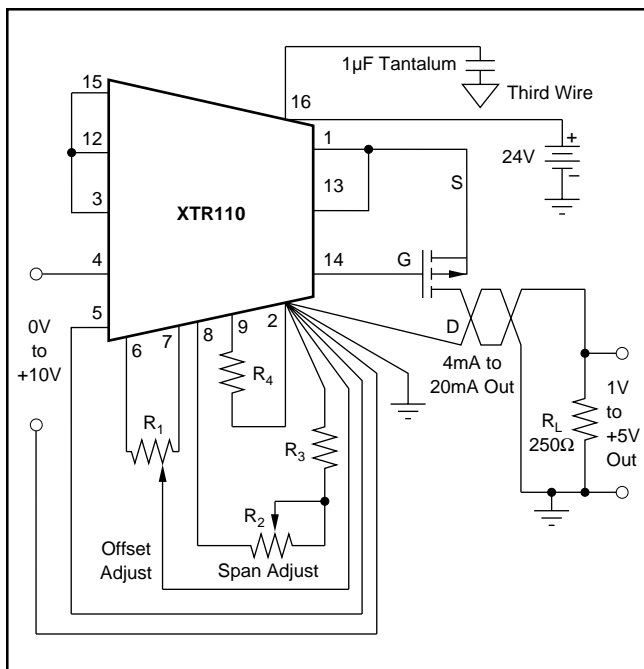 1µF Tantalum
15
16
Third Wire
12
1
24V
+
–
S
3
13
XTR110
4
14
G
5
0V
to
+10V
6
7
8
9
2
D
4mA to
20mA Out
R4
1V
to
+5V
Out
R1
RL
250Ω
R3
R2
Offset
Adjust
Span Adjust